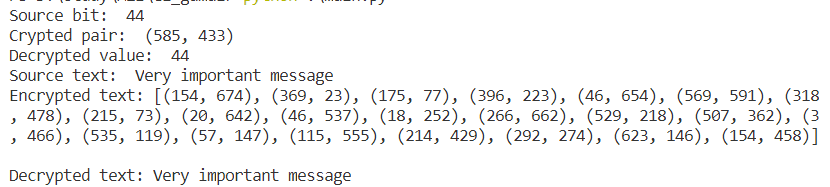 Source bit:  44
Crypted pair:  (585, 433)
Decrypted value:  44
Source text:  Very important message
Encrypted text: [(154, 674), (369, 23), (175, 77), (396, 223), (46, 654), (569, 591), (318
, 478), (215, 73), (20, 642), (46, 537), (18, 252), (266, 662), (529, 218), (507, 362), (3
, 466), (535, 119), (57, 147), (115, 555), (214, 429), (292, 274), (623, 146), (154, 458)]
Decrypted text: Very important message